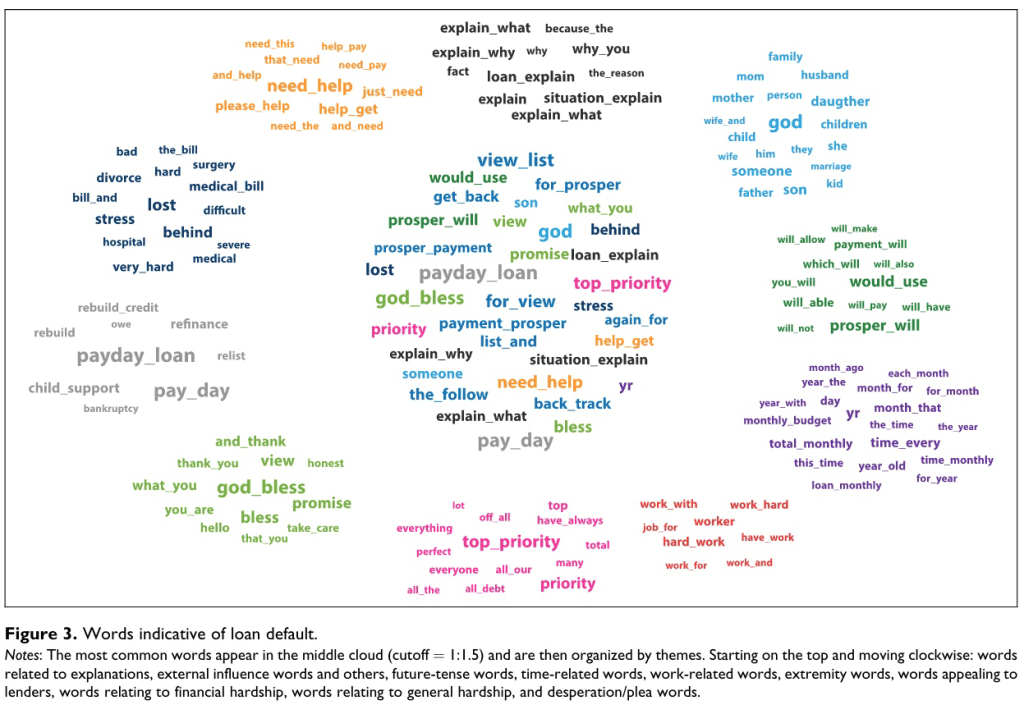 explain_what because_the
explain_why why why_you
fact loan_explain the_reason
explain situation_explain
explain_what
need_this help_pay
that_need need_pay
and_help need_help just_need
please_help help_get
need_the and_need
family
mom husband
mother person daugther
wife_and god children
child they she
wife him marriage
someone kid
father son
bad the_bill
divorce hard surgery
medical_bill
bill_and lost difficult
stress behind
hospital severe
very_hard medical
view_list
would_use for_prosper
get_back son what_you
prosper_will view god behind
prosper_payment promise loan_explain
lost payday_loan top_priority
god_bless for_view stress
priority payment_prosper again_for
list_and help_get
explain_why situation_explain
someone need_help yr
the_follow back_track
explain_what bless
pay_day
will_make
will_allow payment_will
which_will will_also
you_will would_use
will_able will_pay will_have
will_not prosper_will
rebuild_credit
rebuild owe refinance
payday_loan relist
child_support pay_day
bankruptcy
month_ago each_month
year_the month_for for_month
year_with day yr month_that
monthly_budget the_time the_year
total_monthly time_every
this_time year_old time_monthly
loan_monthly for_year
and_thank
thank_you view honest
what_you god_bless
you_are bless promise
hello take_care
that_you
lot off_all top
everything have_always
top_priority total
perfect many
everyone all_our
all_the all_debt priority
work_with work_hard
job_for worker
hard_work have_work
work_for work_and
Figure 3. Words indicative of loan default.
Notes: The most common words appear in the middle cloud (cutoff = 1:1.5) and are then organized by themes. Starting on the top and moving clockwise: words
related to explanations, external influence words and others, future-tense words, time-related words, work-related words, extremity words, words appealing to
lenders, words relating to financial hardship, words relating to general hardship, and desperation/plea words.